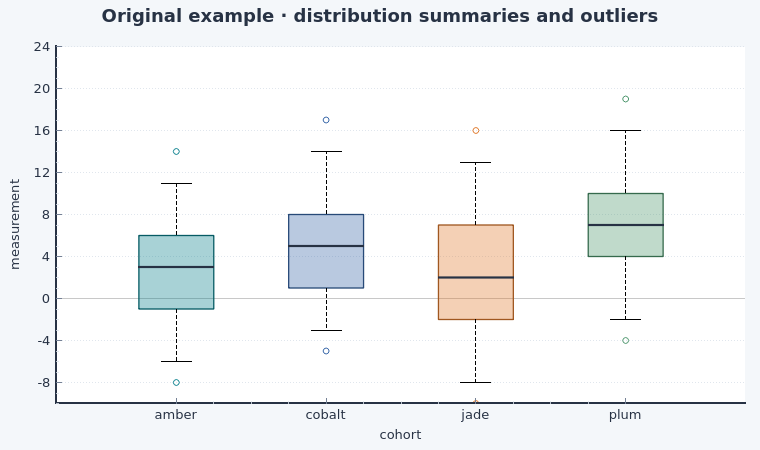 Original example · distribution summaries and outliers
24
20
16
12
8
4
0
-4
-8
measurement
amber cobalt jade plum
cohort